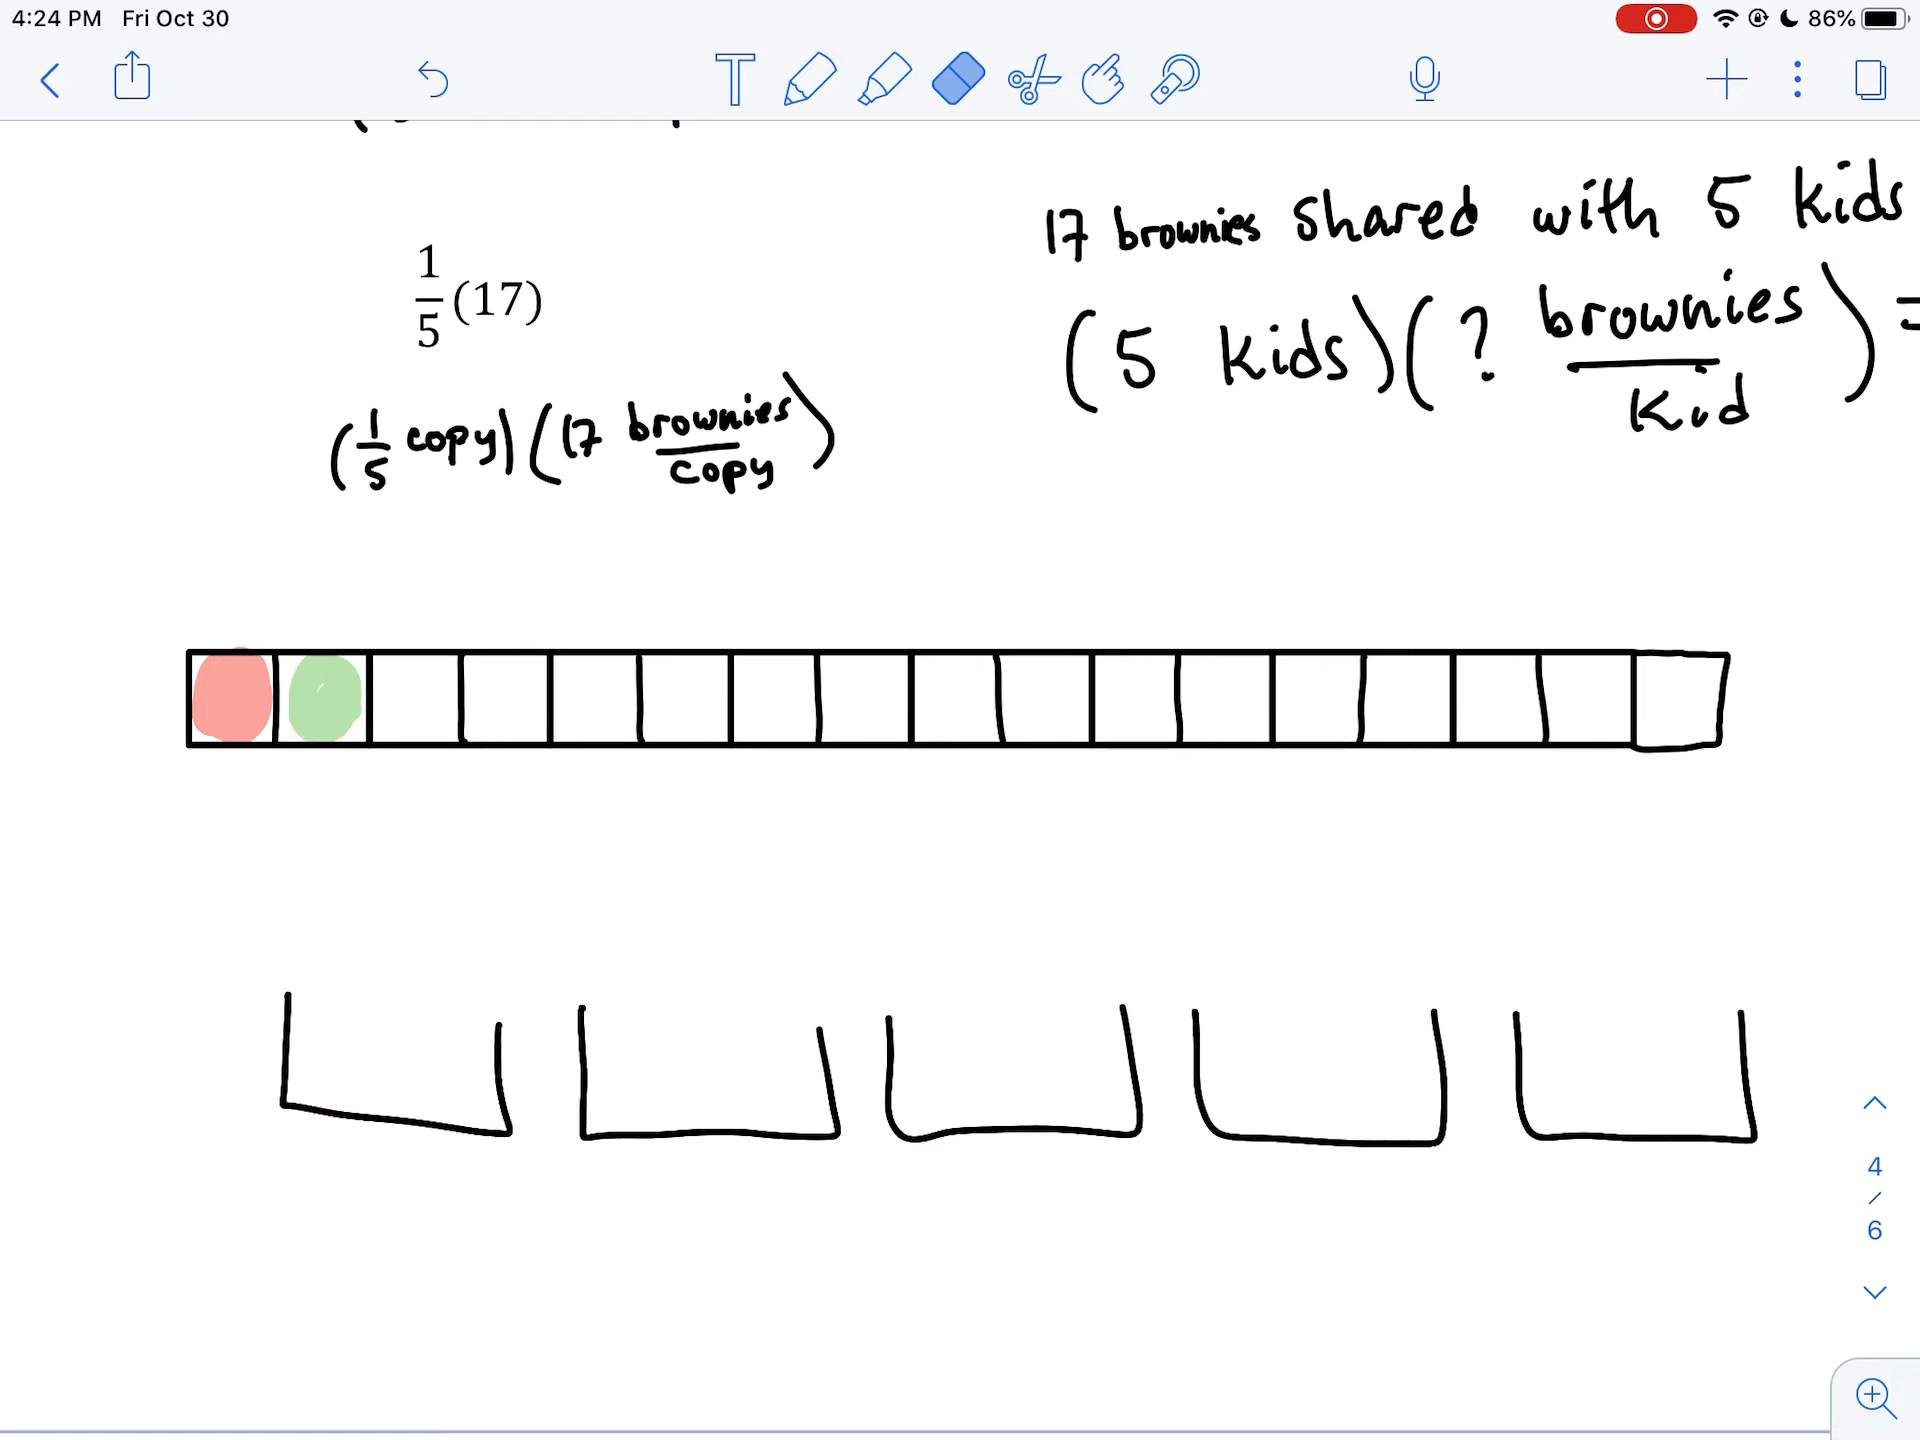 4:24 PM Fri Oct 30
86%
T
17 brownies shared with 5 kids
1/5 (17)
(5 kids)(? brownies/kid) =
(1/5 copy)(17 brownies/copy)
4
/
6